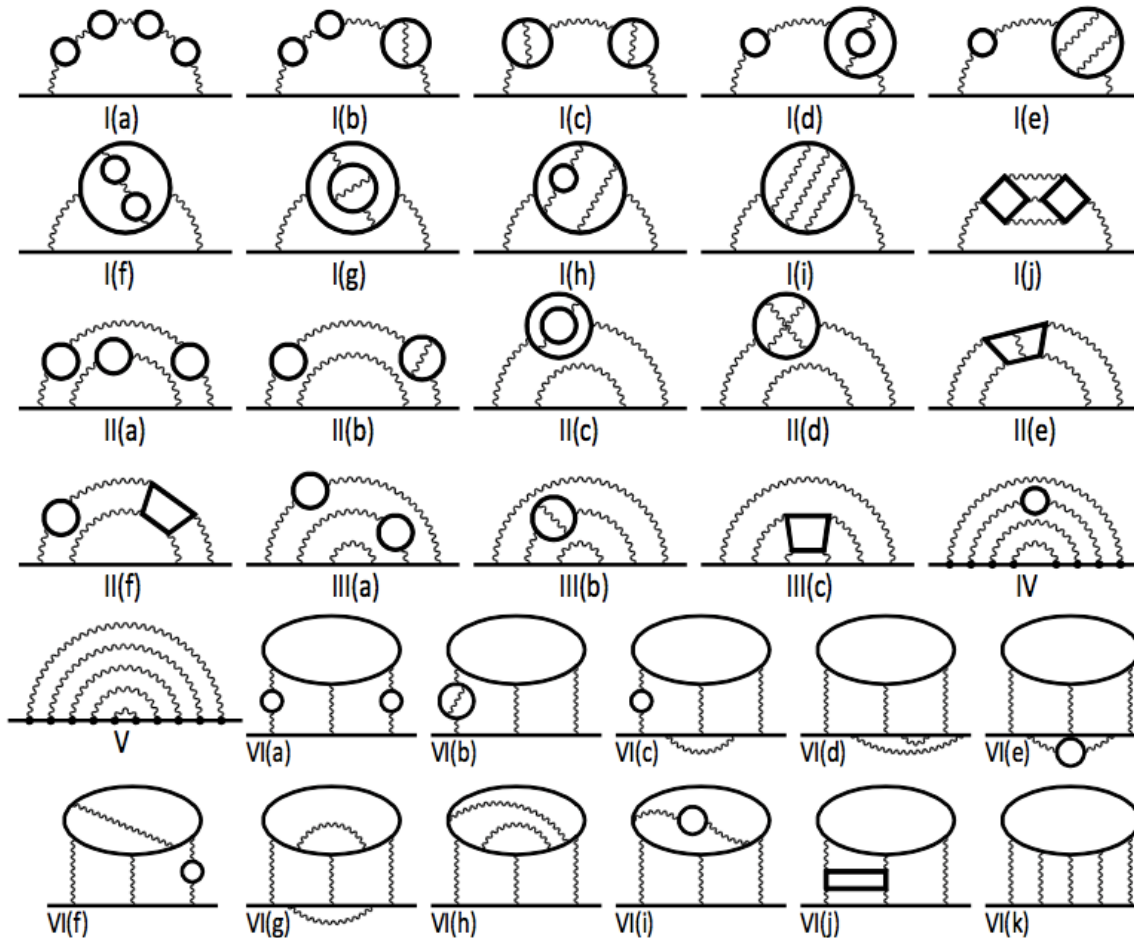 I(a) I(b) I(c) I(d) I(e)
I(f) I(g) I(h) I(i) I(j)
II(a) II(b) II(c) II(d) II(e)
II(f) III(a) III(b) III(c) IV
V VI(a) VI(b) VI(c) VI(d) VI(e)
VI(f) VI(g) VI(h) VI(i) VI(j) VI(k)